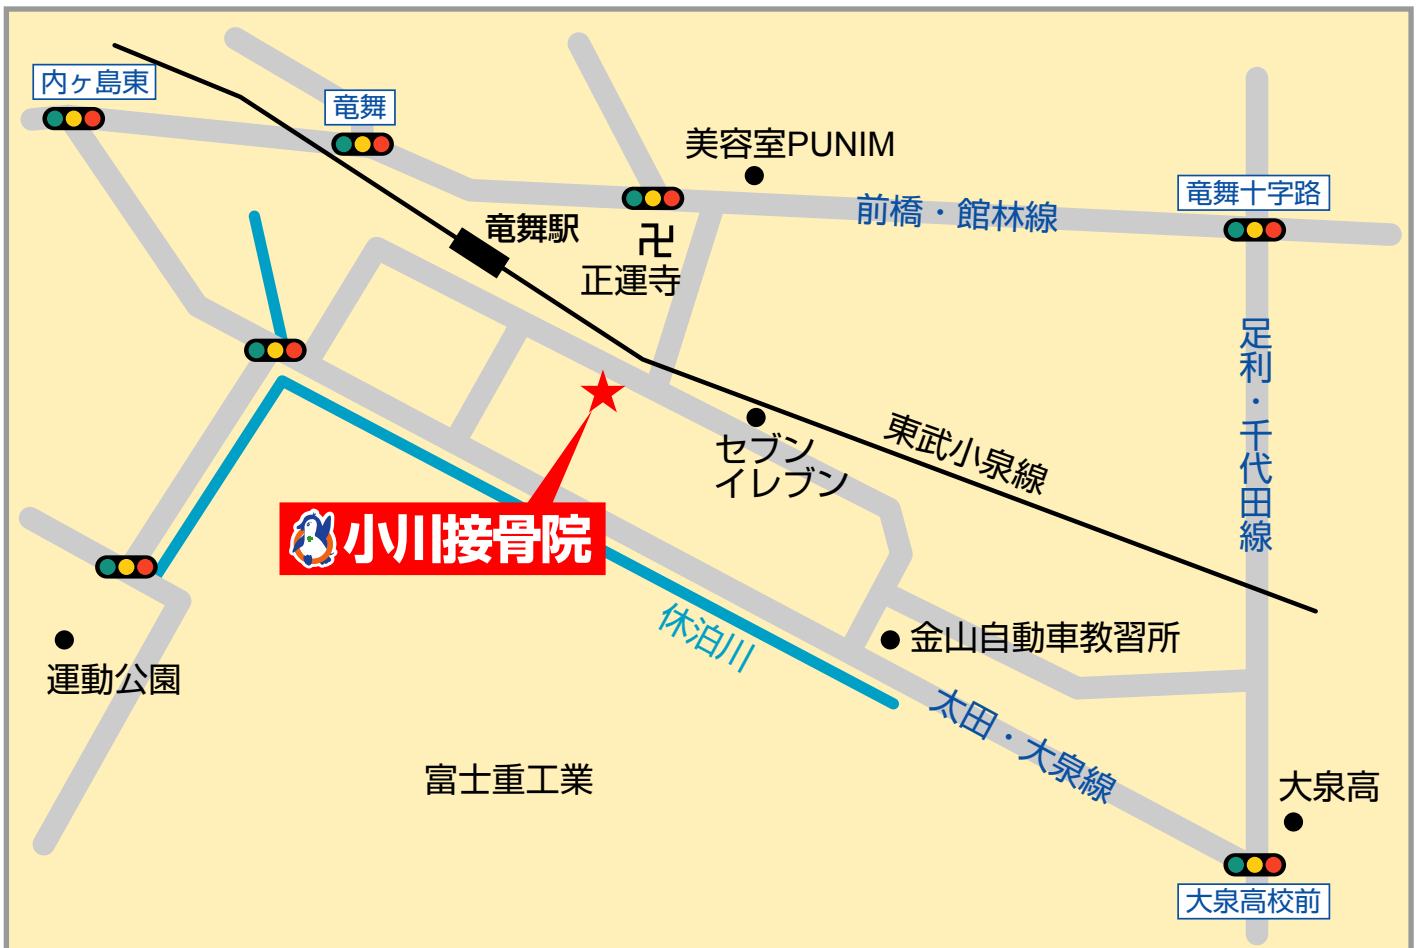 内ヶ島東
竜舞
美容室PUNIM
竜舞十字路
前橋・館林線
竜舞駅
卍
正運寺
足利・千代田線
セブン
イレブン
東武小泉線
小川接骨院
休泊川
金山自動車教習所
運動公園
太田・大泉線
富士重工業
大泉高
大泉高校前